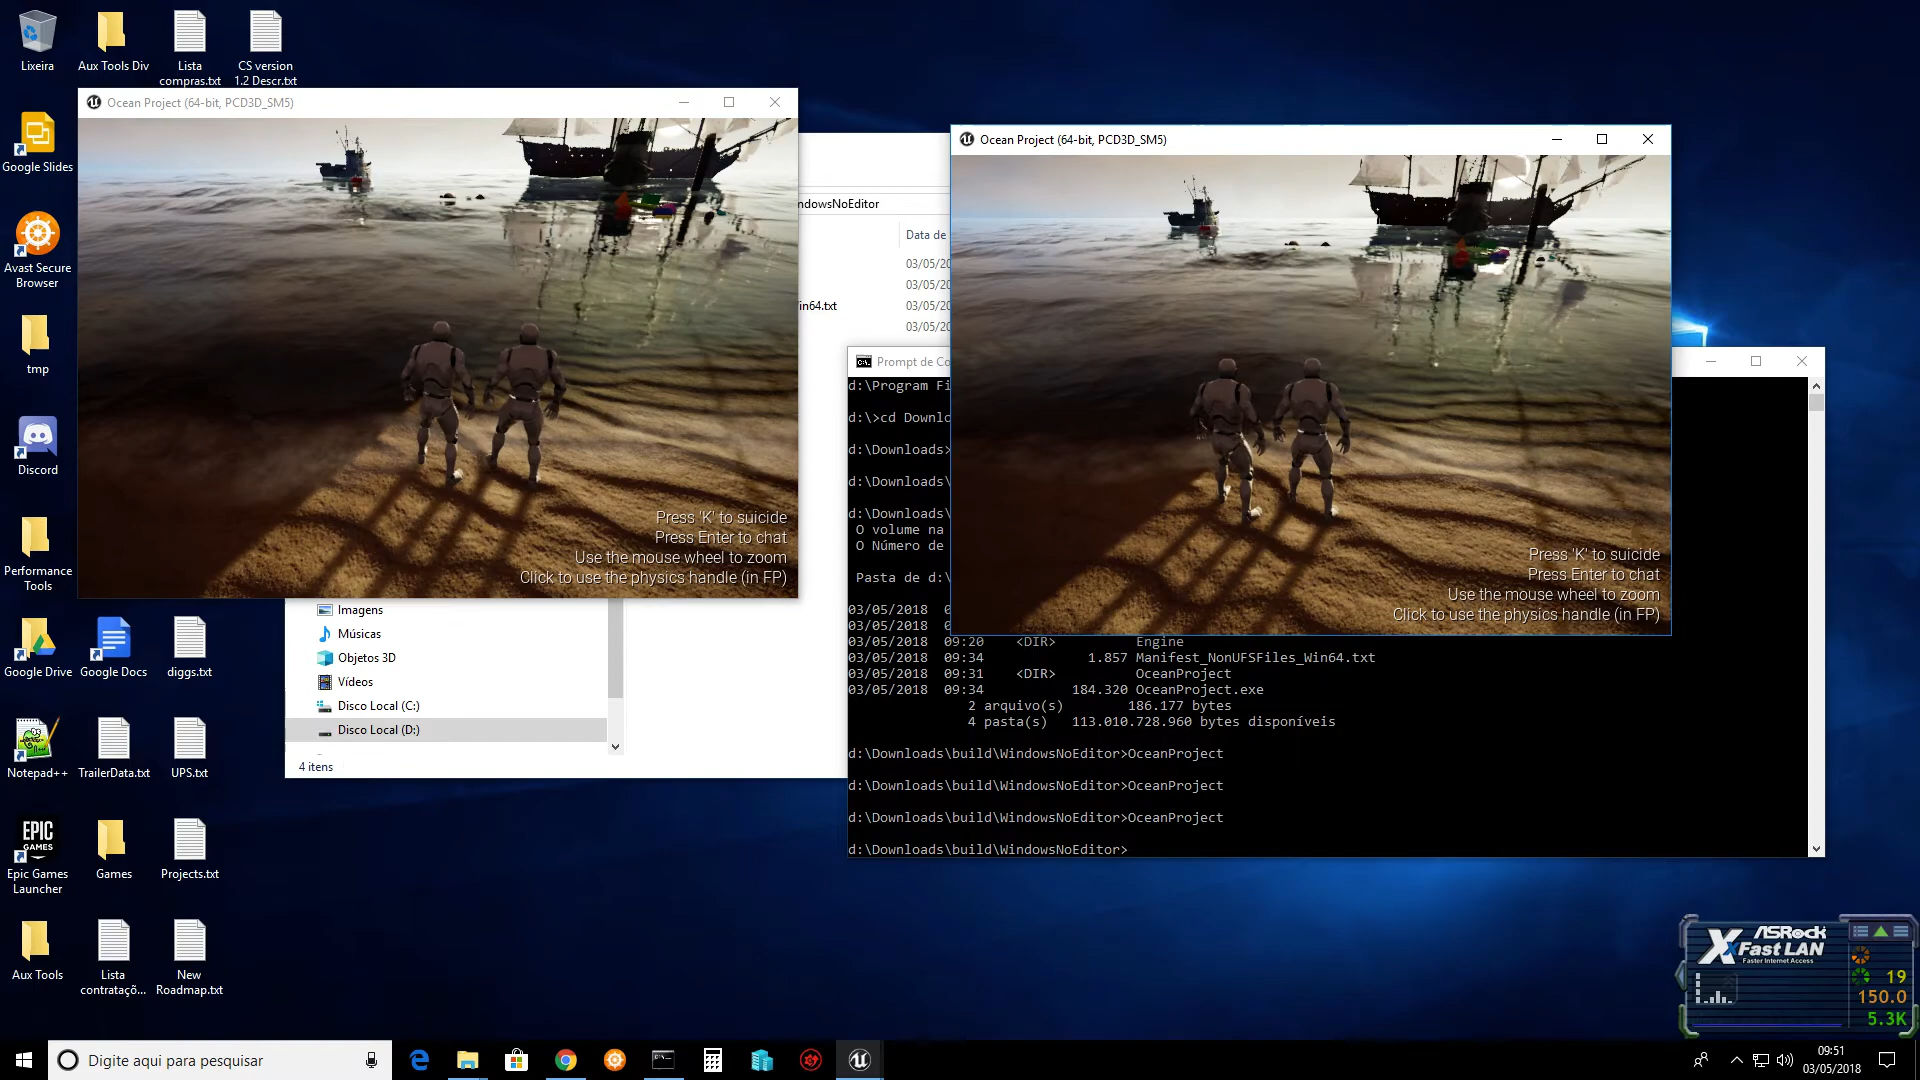 Lixeira
Aux Tools Div
Lista
compras.txt
CS version
1.2 Descr.txt
Google Slides
Avast Secure
Browser
tmp
Discord
Performance
Tools
Google Drive
Google Docs
diggs.txt
Notepad++
TrailerData.txt
UPS.txt
EPIC
GAMES
Epic Games
Launcher
Games
Projects.txt
Aux Tools
Lista
contrataçõ...
New
Roadmap.txt
Ocean Project (64-bit, PCD3D_SM5)
Press 'K' to suicide
Press Enter to chat
Use the mouse wheel to zoom
Click to use the physics handle (in FP)
ndowsNoEditor
Data de
03/05/20
03/05/20
in64.txt
03/05/20
03/05/20
Imagens
Músicas
Objetos 3D
Vídeos
Disco Local (C:)
Disco Local (D:)
4 itens
Ocean Project (64-bit, PCD3D_SM5)
Press 'K' to suicide
Press Enter to chat
Use the mouse wheel to zoom
Click to use the physics handle (in FP)
Prompt de Co
d:\Program Fi
d:\>cd Downlo
d:\Downloads>
d:\Downloads\
d:\Downloads\
O volume na
O Número de
Pasta de d:\
03/05/2018 0
03/05/2018 0
03/05/2018 09:20 <DIR> Engine
03/05/2018 09:34 1.857 Manifest_NonUFSFiles_Win64.txt
03/05/2018 09:31 <DIR> OceanProject
03/05/2018 09:34 184.320 OceanProject.exe
2 arquivo(s) 186.177 bytes
4 pasta(s) 113.010.728.960 bytes disponíveis
d:\Downloads\build\WindowsNoEditor>OceanProject
d:\Downloads\build\WindowsNoEditor>OceanProject
d:\Downloads\build\WindowsNoEditor>OceanProject
d:\Downloads\build\WindowsNoEditor>
ASRock
XFast LAN
Faster Internet Access
19
150.0
5.3K
Digite aqui para pesquisar
09:51
03/05/2018